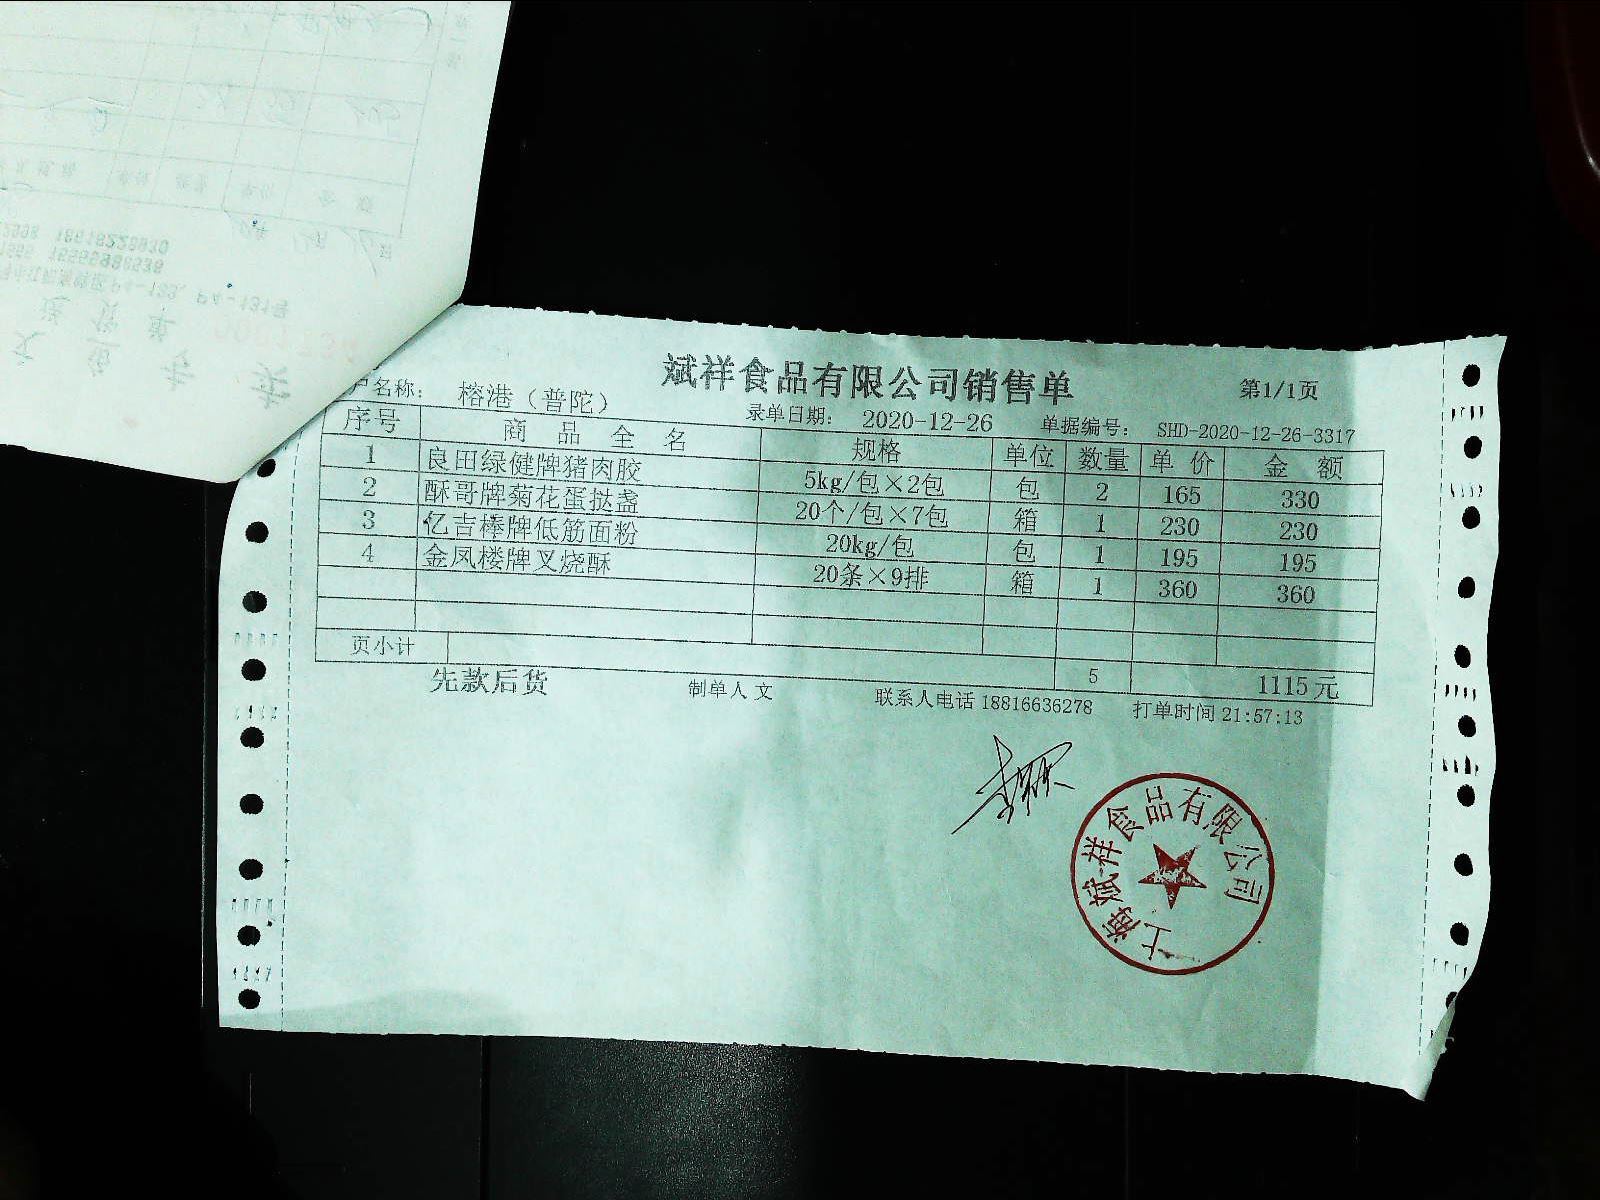 斌祥食品有限公司销售单
第1/1页
户名称: 榕港（普陀） 录单日期: 2020-12-26 单据编号: SHD-2020-12-26-3317
序号 商品全名 规格 单位 数量 单价 金额
1 良田绿健牌猪肉胶 5kg/包×2包 包 2 165 330
2 酥哥牌菊花蛋挞盏 20个/包×7包 箱 1 230 230
3 亿吉棒牌低筋面粉 20kg/包 包 1 195 195
4 金凤楼牌叉烧酥 20条×9排 箱 1 360 360
页小计 5 1115元
先款后货 制单人 文 联系人电话 18816636278 打单时间 21:57:13
上海斌祥食品有限公司